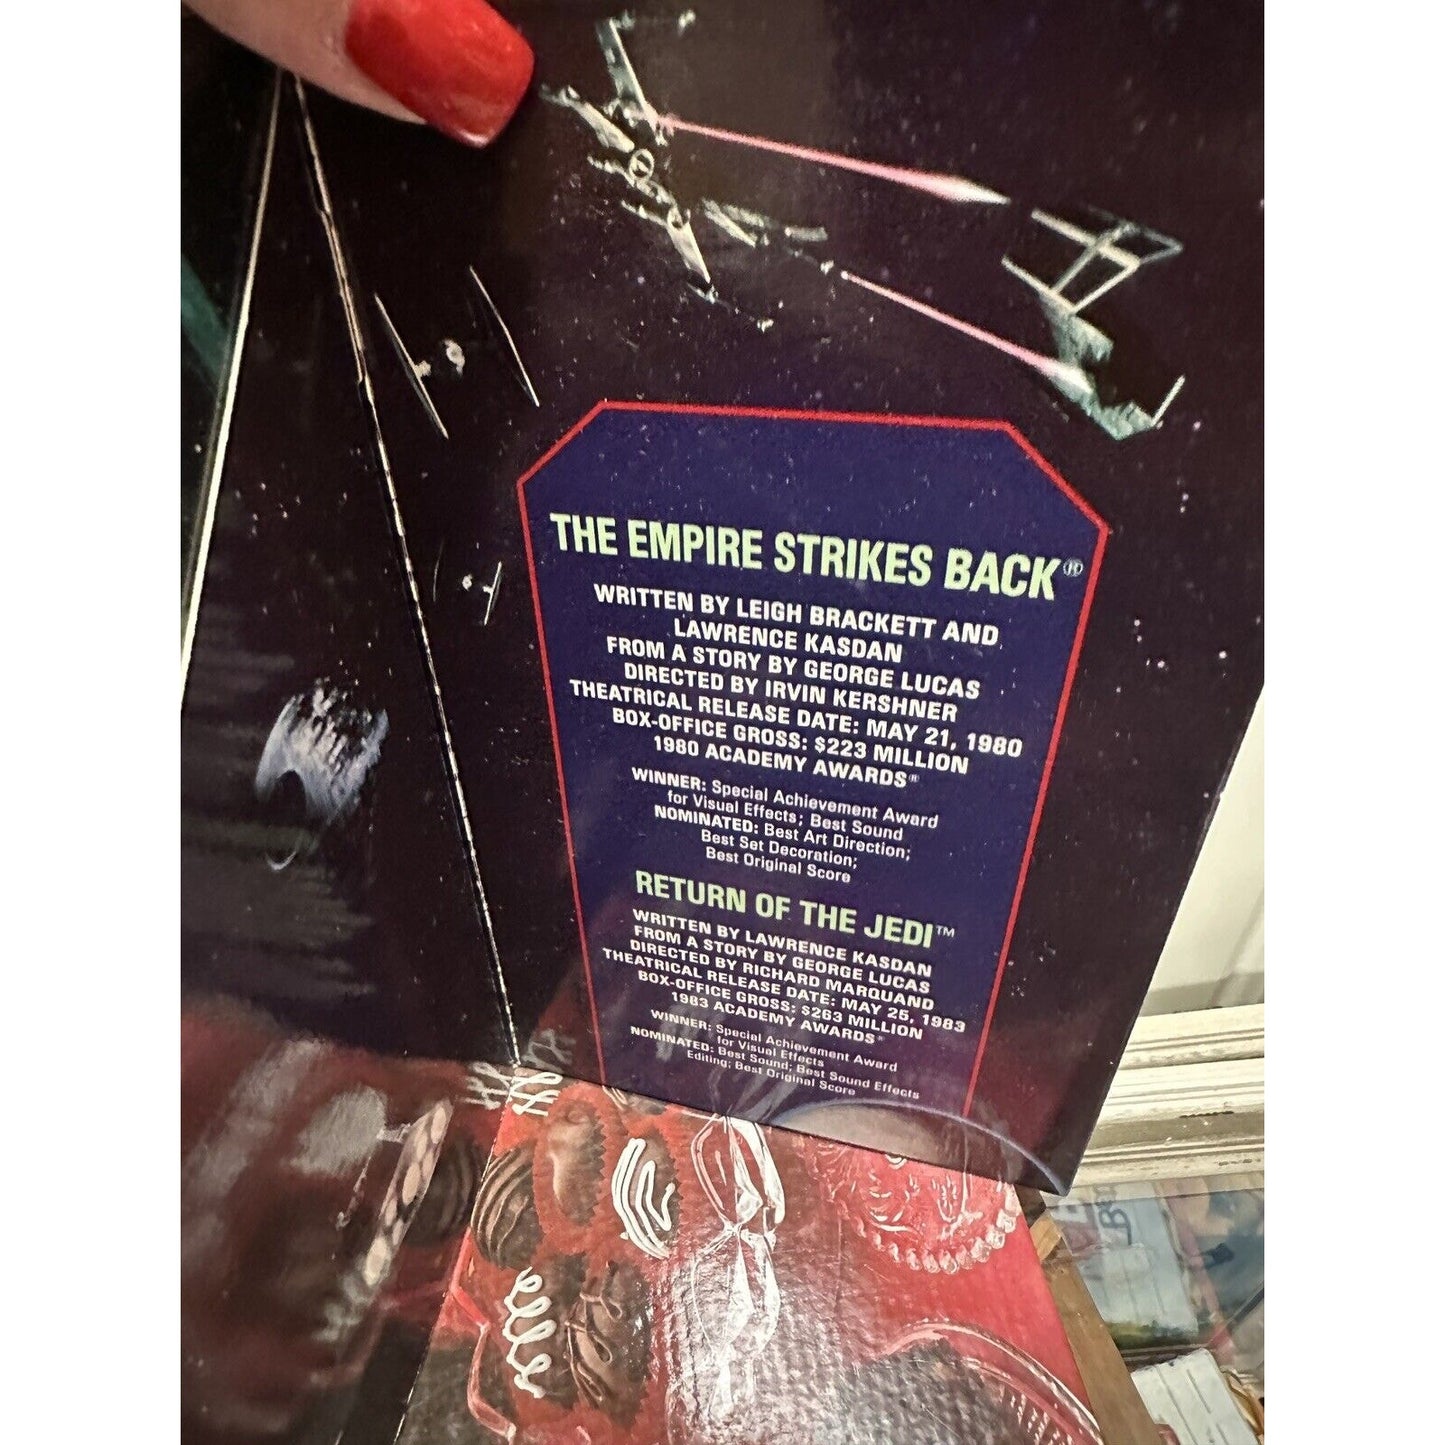 THE EMPIRE STRIKES BACK®
WRITTEN BY LEIGH BRACKETT AND
LAWRENCE KASDAN
FROM A STORY BY GEORGE LUCAS
DIRECTED BY IRVIN KERSHNER
THEATRICAL RELEASE DATE: MAY 21, 1980
BOX-OFFICE GROSS: $223 MILLION
1980 ACADEMY AWARDS®
WINNER: Special Achievement Award
for Visual Effects; Best Sound
NOMINATED: Best Art Direction;
Best Set Decoration;
Best Original Score
RETURN OF THE JEDI™
WRITTEN BY LAWRENCE KASDAN
FROM A STORY BY GEORGE LUCAS
DIRECTED BY RICHARD MARQUAND
THEATRICAL RELEASE DATE: MAY 25, 1983
BOX-OFFICE GROSS: $263 MILLION
1983 ACADEMY AWARDS®
WINNER: Special Achievement Award
for Visual Effects
NOMINATED: Best Sound; Best Sound Effects
Editing; Best Original Score